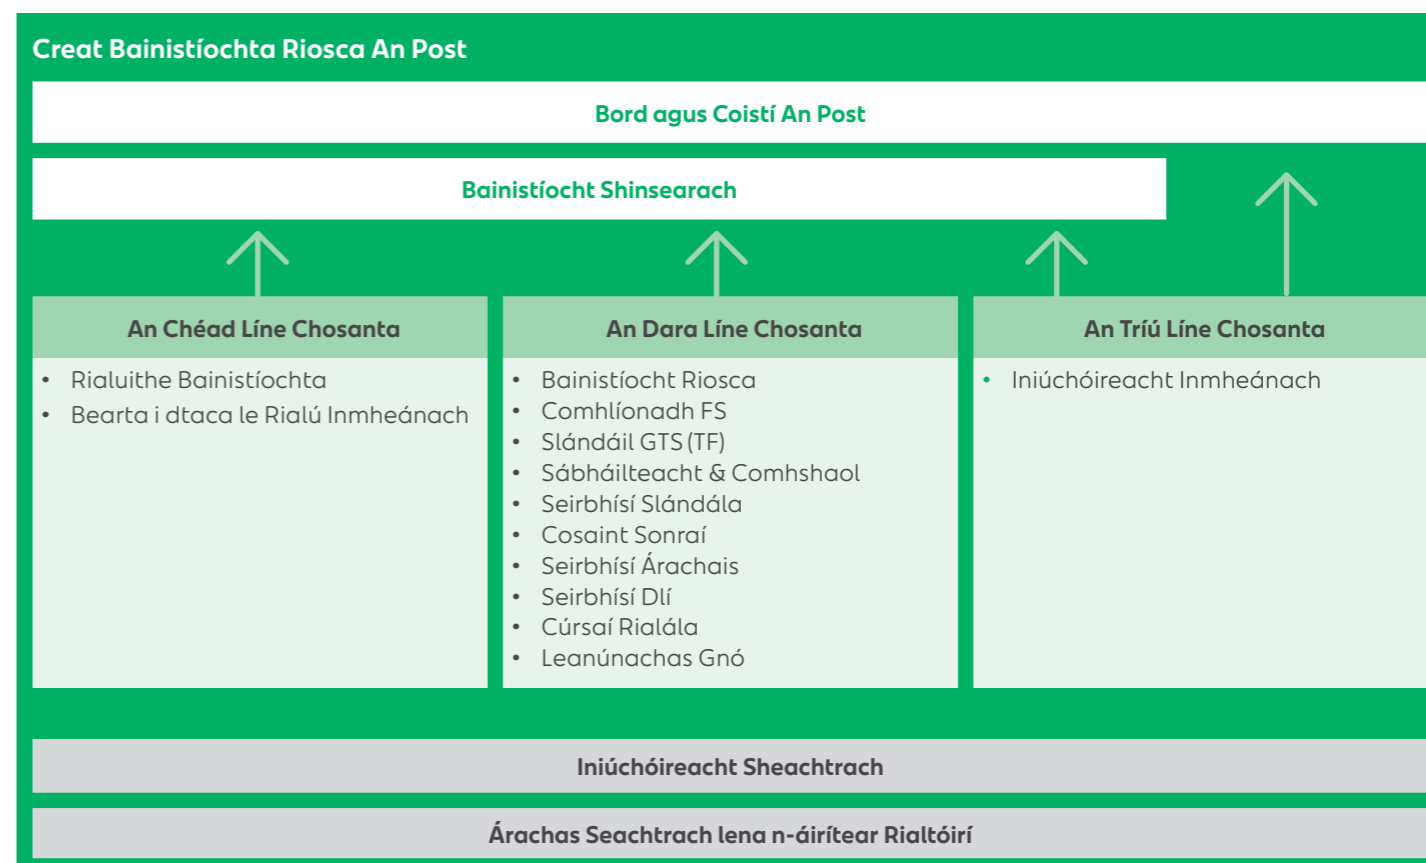 Creat Bainistíochta Riosca An Post
Bord agus Coistí An Post
Bainistíocht Shinsearach
An Chéad Líne Chosanta
• Rialuithe Bainistíochta
• Bearta i dtaca le Rialú Inmheánach
An Dara Líne Chosanta
• Bainistíocht Riosca
• Comhlíonadh FS
• Slándáil GTS (TF)
• Sábháilteacht & Comhshaol
• Seirbhísí Slándála
• Cosaint Sonraí
• Seirbhísí Árachais
• Seirbhísí Dlí
• Cúrsaí Rialála
• Leanúnachas Gnó
An Tríú Líne Chosanta
• Iniúchóireacht Inmheánach
Iniúchóireacht Sheachtrach
Árachas Seachtrach lena n-áirítear Rialtóirí